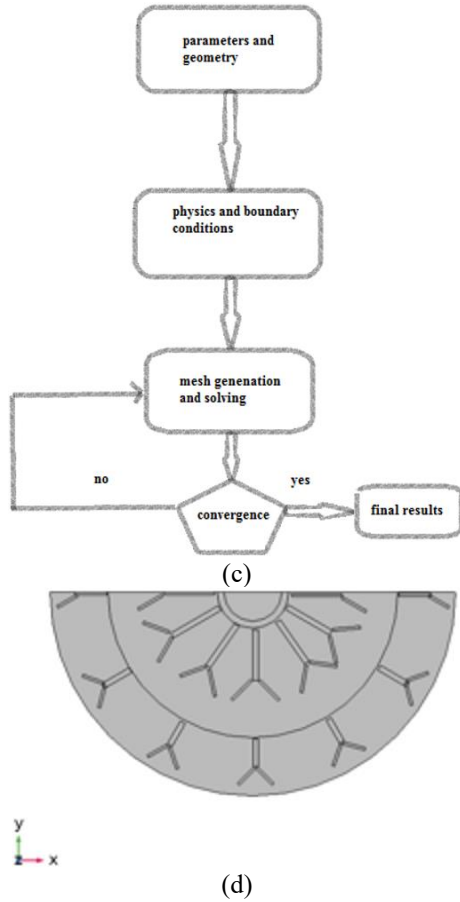 parameters and
geometry
physics and boundary
conditions
mesh genenation
and solving
no
yes
convergence
final results
(c)
y
z
x
(d)